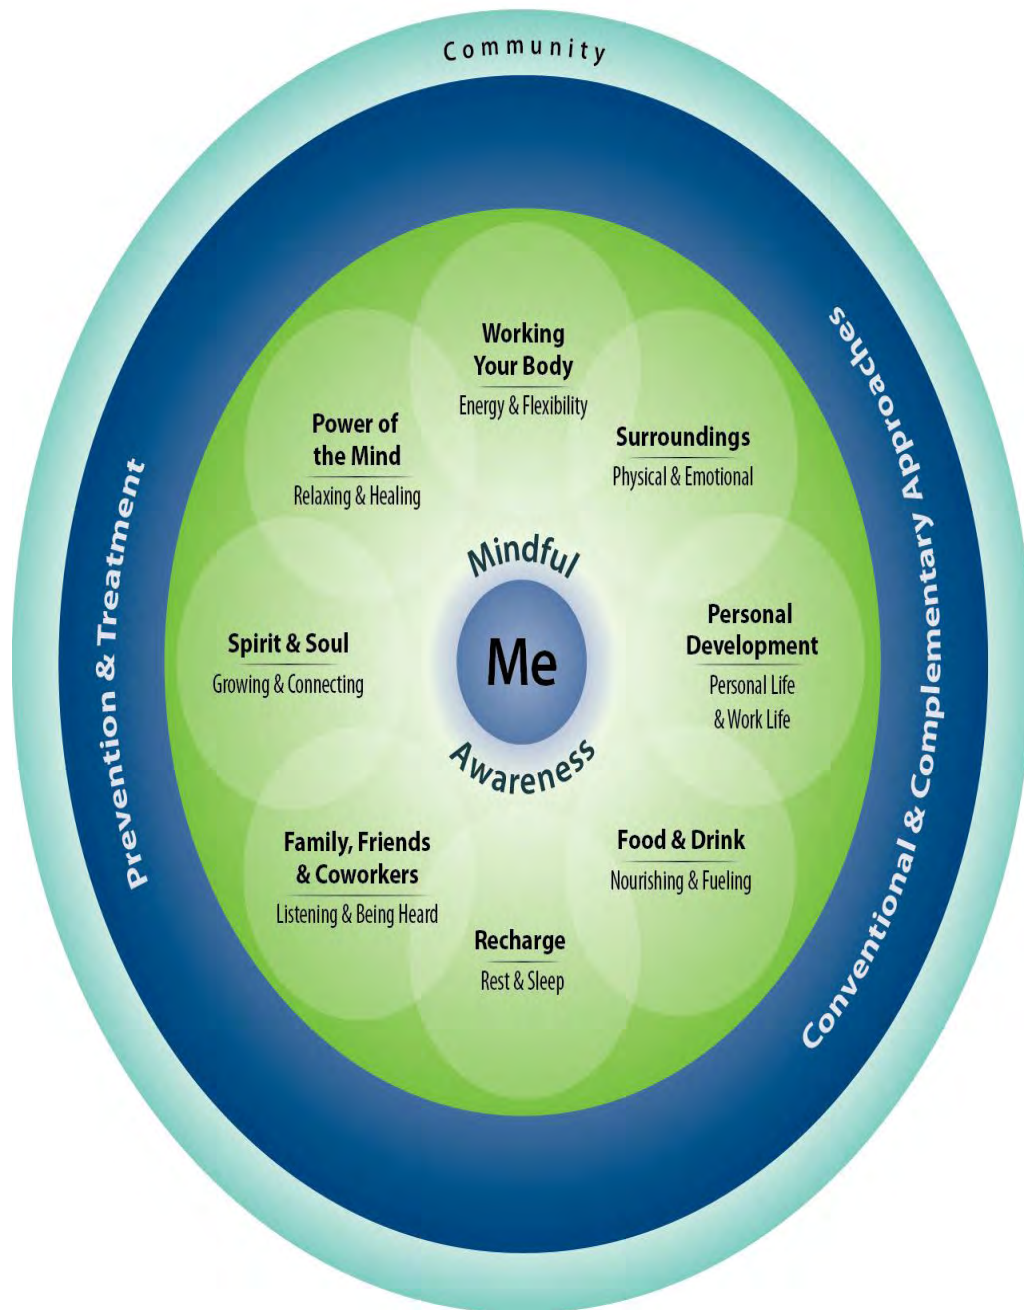 Community
Prevention & Treatment
Conventional & Complementary Approaches
Working
Your Body
Energy & Flexibility
Surroundings
Physical & Emotional
Personal
Development
Personal Life
& Work Life
Food & Drink
Nourishing & Fueling
Recharge
Rest & Sleep
Family, Friends
& Coworkers
Listening & Being Heard
Spirit & Soul
Growing & Connecting
Power of
the Mind
Relaxing & Healing
Mindful
Me
Awareness